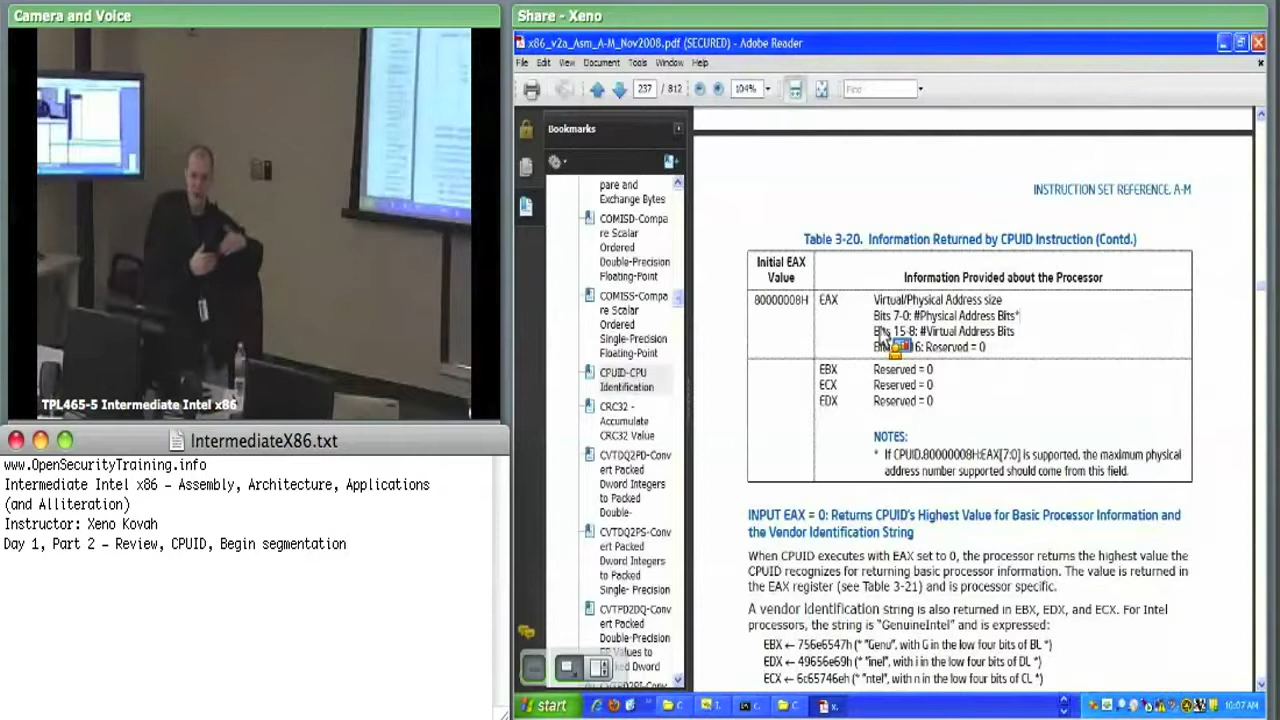 Camera and Voice
TPL465-5 Intermediate Intel x86
IntermediateX86.txt
www.OpenSecurityTraining.info
Intermediate Intel x86 – Assembly, Architecture, Applications
(and Alliteration)
Instructor: Xeno Kovah
Day 1, Part 2 – Review, CPUID, Begin segmentation
Share - Xeno
x86_v2a_Asm_A-M_Nov2008.pdf (SECURED) - Adobe Reader
File Edit View Document Tools Window Help
237 / 812 104% Find
Bookmarks
pare and
Exchange Bytes
COMISD-Compa
re Scalar
Ordered
Double-Precision
Floating-Point
COMISS-Compa
re Scalar
Ordered
Single-Precision
Floating-Point
CPUID-CPU
Identification
CRC32 -
Accumulate
CRC32 Value
CVTDQ2PD-Conv
ert Packed
Dword Integers
to Packed
Double-
CVTDQ2PS-Conv
ert Packed
Dword Integers
to Packed
Single- Precision
CVTPD2DQ-Conv
ert Packed
Double-Precision
Values to
Dword
INSTRUCTION SET REFERENCE, A-M
Table 3-20. Information Returned by CPUID Instruction (Contd.)
Initial EAX
Value
Information Provided about the Processor
80000008H EAX Virtual/Physical Address size
Bits 7-0: #Physical Address Bits*
15-8: #Virtual Address Bits
6: Reserved = 0
EBX Reserved = 0
ECX Reserved = 0
EDX Reserved = 0
NOTES:
* If CPUID.80000008H:EAX[7:0] is supported, the maximum physical
address number supported should come from this field.
INPUT EAX = 0: Returns CPUID's Highest Value for Basic Processor Information and
the Vendor Identification String
When CPUID executes with EAX set to 0, the processor returns the highest value the
CPUID recognizes for returning basic processor information. The value is returned in
the EAX register (see Table 3-21) and is processor specific.
A vendor identification string is also returned in EBX, EDX, and ECX. For Intel
processors, the string is "GenuineIntel" and is expressed:
EBX ← 756e6547h (* "Genu", with G in the low four bits of BL *)
EDX ← 49656e69h (* "ineI", with i in the low four bits of DL *)
ECX ← 6c65746eh (* "ntel", with n in the low four bits of CL *)
start
10:07 AM